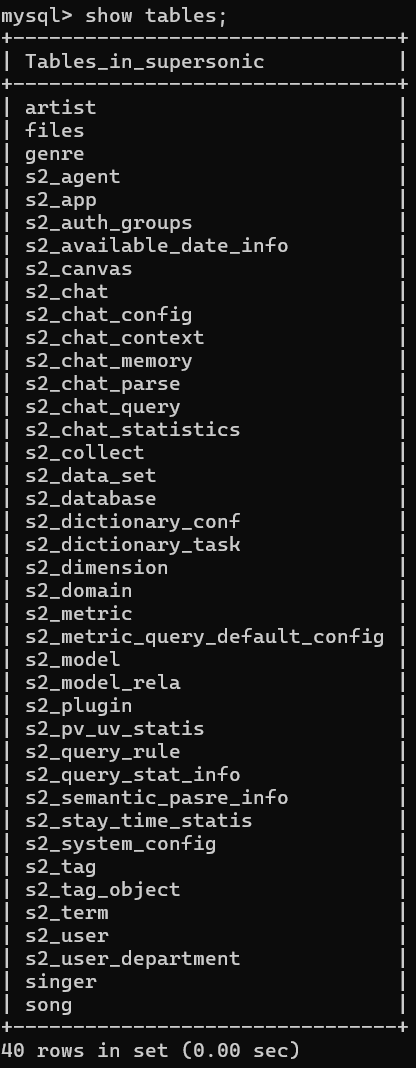 mysql> show tables;
+--------------------------------+
| Tables_in_supersonic           |
+--------------------------------+
| artist                         |
| files                          |
| genre                          |
| s2_agent                       |
| s2_app                         |
| s2_auth_groups                 |
| s2_available_date_info         |
| s2_canvas                      |
| s2_chat                        |
| s2_chat_config                 |
| s2_chat_context                |
| s2_chat_memory                 |
| s2_chat_parse                  |
| s2_chat_query                  |
| s2_chat_statistics             |
| s2_collect                     |
| s2_data_set                    |
| s2_database                    |
| s2_dictionary_conf             |
| s2_dictionary_task             |
| s2_dimension                   |
| s2_domain                      |
| s2_metric                      |
| s2_metric_query_default_config |
| s2_model                       |
| s2_model_rela                  |
| s2_plugin                      |
| s2_pv_uv_statis                |
| s2_query_rule                  |
| s2_query_stat_info             |
| s2_semantic_pasre_info         |
| s2_stay_time_statis            |
| s2_system_config               |
| s2_tag                         |
| s2_tag_object                  |
| s2_term                        |
| s2_user                        |
| s2_user_department             |
| singer                         |
| song                           |
+--------------------------------+
40 rows in set (0.00 sec)